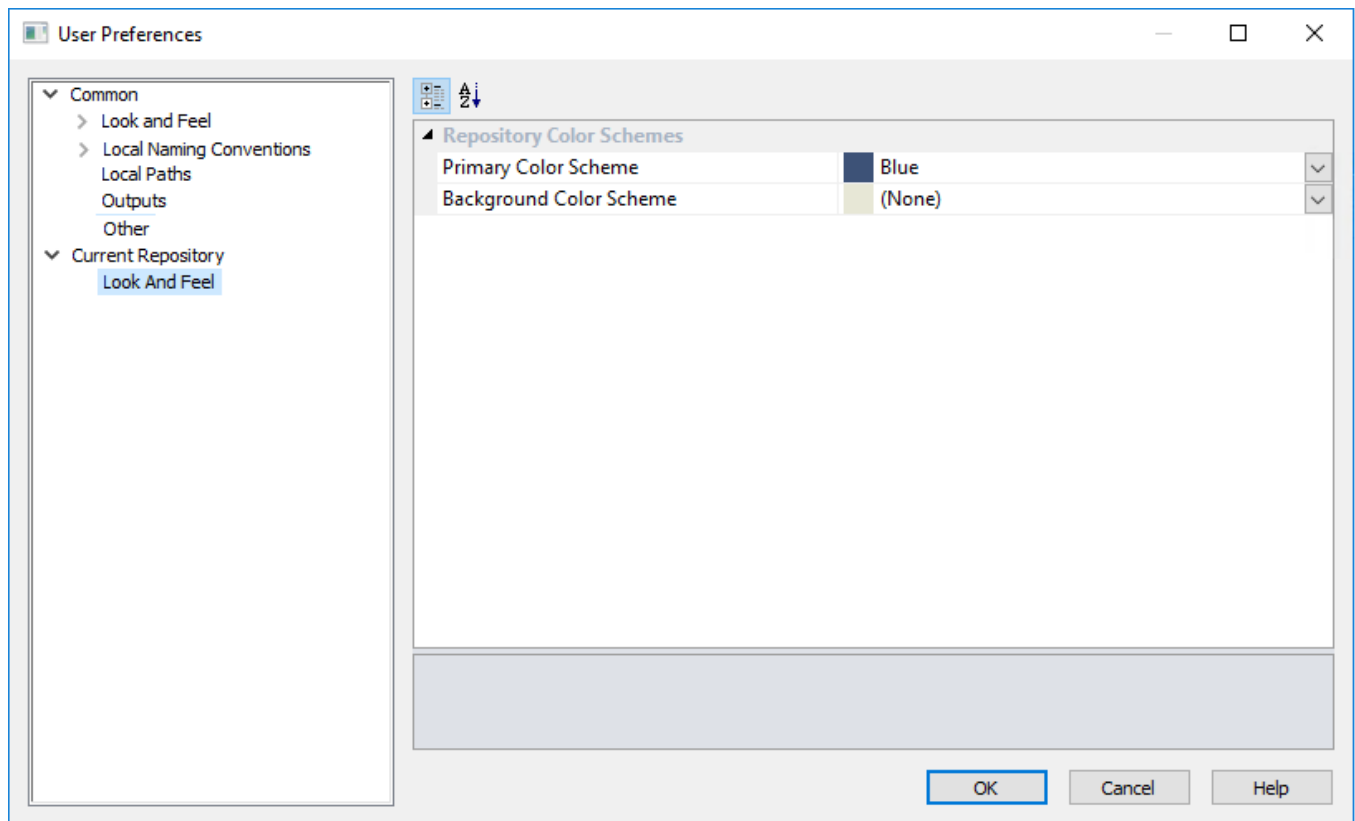 User Preferences
Common
Look and Feel
Local Naming Conventions
Local Paths
Outputs
Other
Current Repository
Look And Feel
Repository Color Schemes
Primary Color Scheme Blue
Background Color Scheme (None)
OK Cancel Help